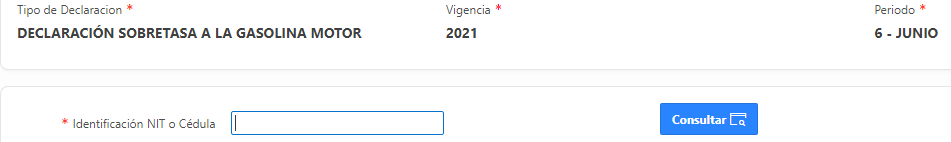 Tipo de Declaracion * Vigencia * Periodo *
DECLARACIÓN SOBRETASA A LA GASOLINA MOTOR 2021 6 - JUNIO
* Identificación NIT o Cédula Consultar